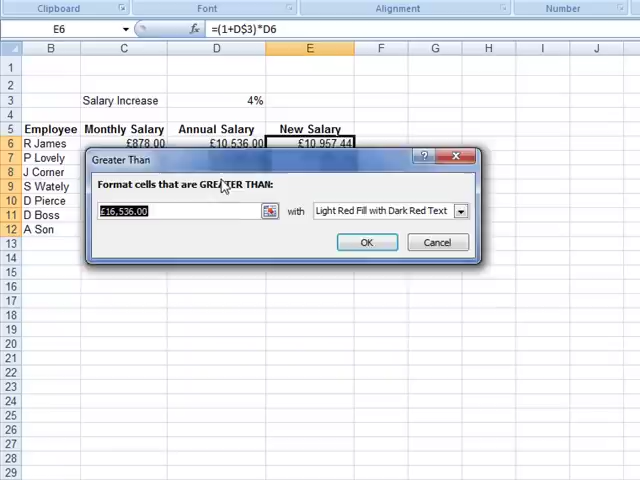 Clipboard Font Alignment Number
E6 fx =(1+D$3)*D6
B C D E F G H I J
1
2
3 Salary Increase 4%
4
5 Employee Monthly Salary Annual Salary New Salary
6 R James £878.00 £10,536.00 £10,957.44
Greater Than ?
7 P Lovely
8 J Corner
Format cells that are GREATER THAN:
9 S Wately
10 D Pierce
£16,536.00 with Light Red Fill with Dark Red Text
11 D Boss
12 A Son
13
OK Cancel
14
15
16
17
18
19
20
21
22
23
24
25
26
27
28
29